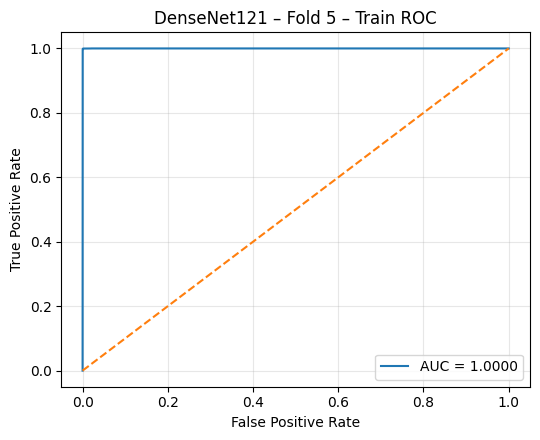 DenseNet121 – Fold 5 – Train ROC
1.0
0.8
0.6
0.4
0.2
0.0
True Positive Rate
AUC = 1.0000
0.0 0.2 0.4 0.6 0.8 1.0
False Positive Rate